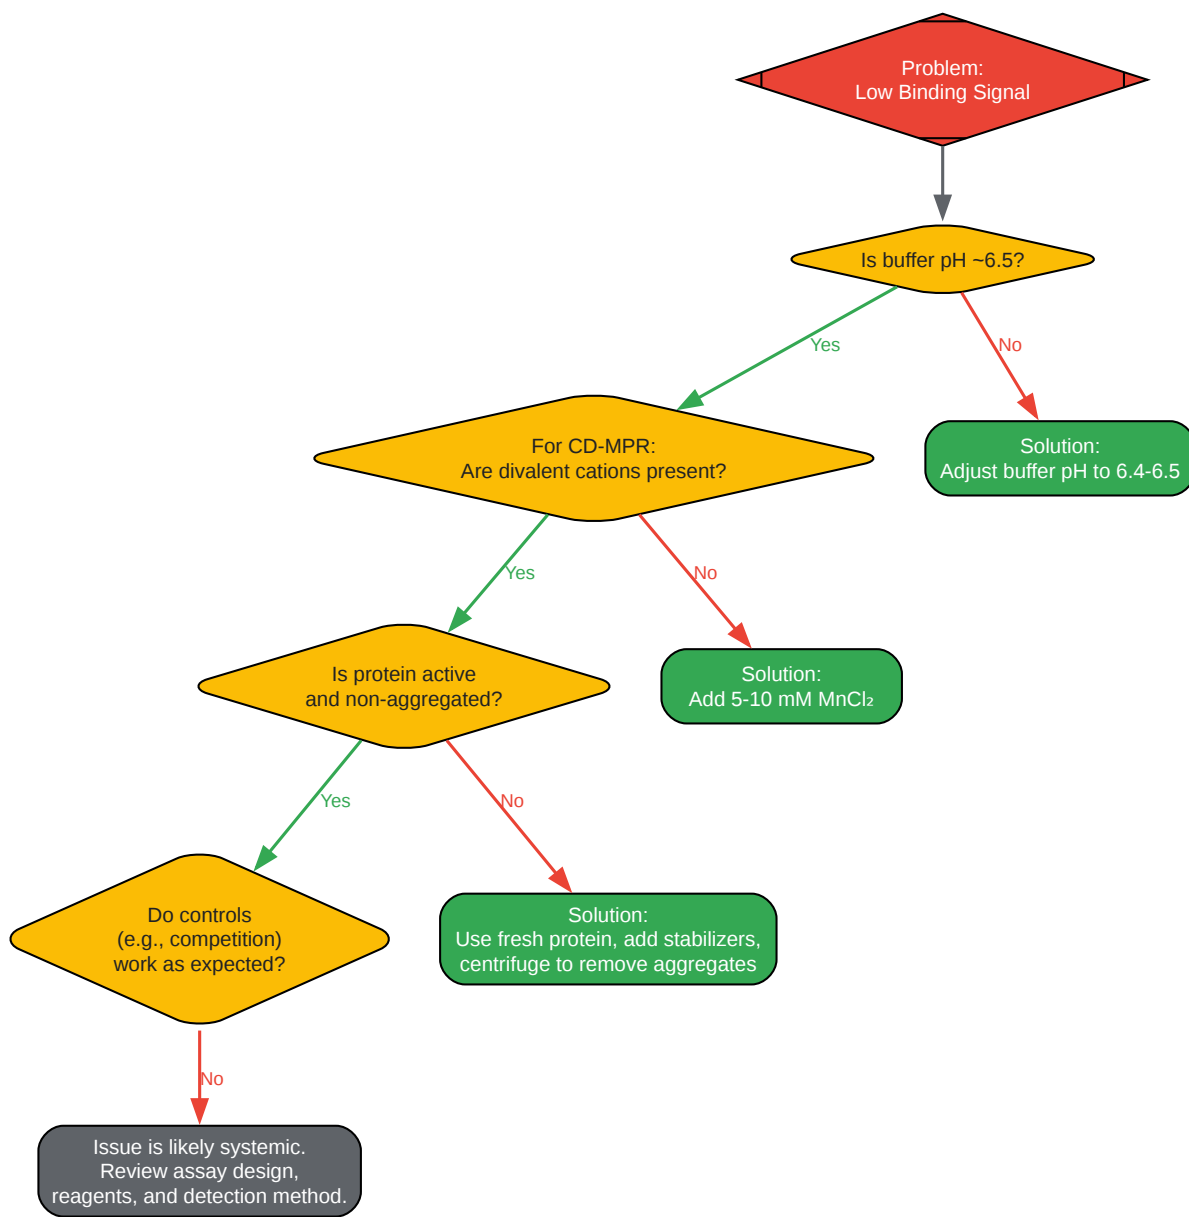 Problem:
Low Binding Signal
Is buffer pH ~6.5?
Yes
No
For CD-MPR:
Are divalent cations present?
Solution:
Adjust buffer pH to 6.4-6.5
Yes
No
Is protein active
and non-aggregated?
Solution:
Add 5-10 mM MnCl₂
Yes
No
Do controls
(e.g., competition)
work as expected?
Solution:
Use fresh protein, add stabilizers,
centrifuge to remove aggregates
No
Issue is likely systemic.
Review assay design,
reagents, and detection method.